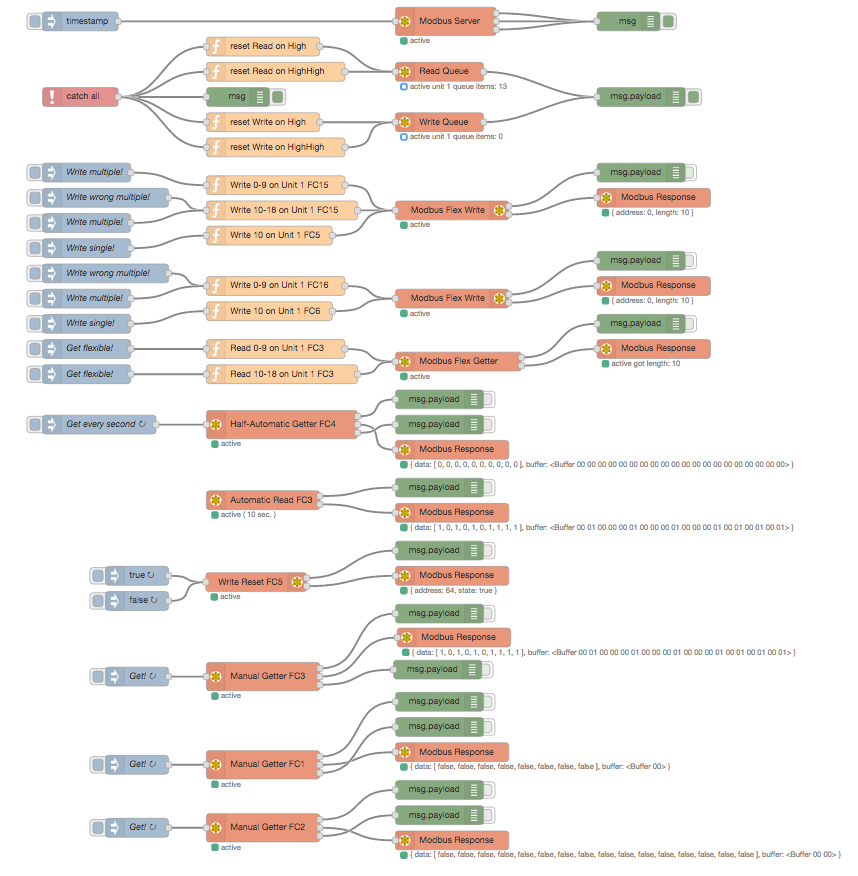 timestamp
Modbus Server
msg
active
reset Read on High
reset Read on HighHigh
Read Queue
active unit 1 queue items: 13
catch all
msg
msg.payload
reset Write on High
Write Queue
active unit 1 queue items: 0
reset Write on HighHigh
Write multiple!
msg.payload
Write 0-9 on Unit 1 FC15
Write wrong multiple!
Modbus Response
Write 10-18 on Unit 1 FC15
Modbus Flex Write
{ address: 0, length: 10 }
Write multiple!
active
Write 10 on Unit 1 FC5
Write single!
msg.payload
Write wrong multiple!
Write 0-9 on Unit 1 FC16
Modbus Response
Write multiple!
Modbus Flex Write
{ address: 0, length: 10 }
Write 10 on Unit 1 FC6
active
Write single!
msg.payload
Get flexible!
Read 0-9 on Unit 1 FC3
Modbus Response
Modbus Flex Getter
active got length: 10
Get flexible!
Read 10-18 on Unit 1 FC3
active
msg.payload
Get every second ↻
Half-Automatic Getter FC4
msg.payload
active
Modbus Response
{ data: [ 0, 0, 0, 0, 0, 0, 0, 0, 0, 0 ], buffer: <Buffer 00 00 00 00 00 00 00 00 00 00 00 00 00 00 00 00 00 00 00 00> }
msg.payload
Automatic Read FC3
active ( 10 sec. )
Modbus Response
{ data: [ 1, 0, 1, 0, 1, 0, 1, 1, 1, 1 ], buffer: <Buffer 00 01 00 00 00 01 00 00 00 01 00 00 00 01 00 01 00 01 00 01> }
msg.payload
true ↻
Write Reset FC5
Modbus Response
active
{ address: 64, state: true }
false ↻
msg.payload
Modbus Response
{ data: [ 1, 0, 1, 0, 1, 0, 1, 1, 1, 1 ], buffer: <Buffer 00 01 00 00 00 01 00 00 00 01 00 00 00 01 00 01 00 01 00 01> }
Get! ↻
Manual Getter FC3
msg.payload
active
msg.payload
msg.payload
Get! ↻
Manual Getter FC1
Modbus Response
active
{ data: [ false, false, false, false, false, false, false, false ], buffer: <Buffer 00> }
msg.payload
msg.payload
Get! ↻
Manual Getter FC2
Modbus Response
active
{ data: [ false, false, false, false, false, false, false, false, false, false, false, false, false, false, false, false ], buffer: <Buffer 00 00> }